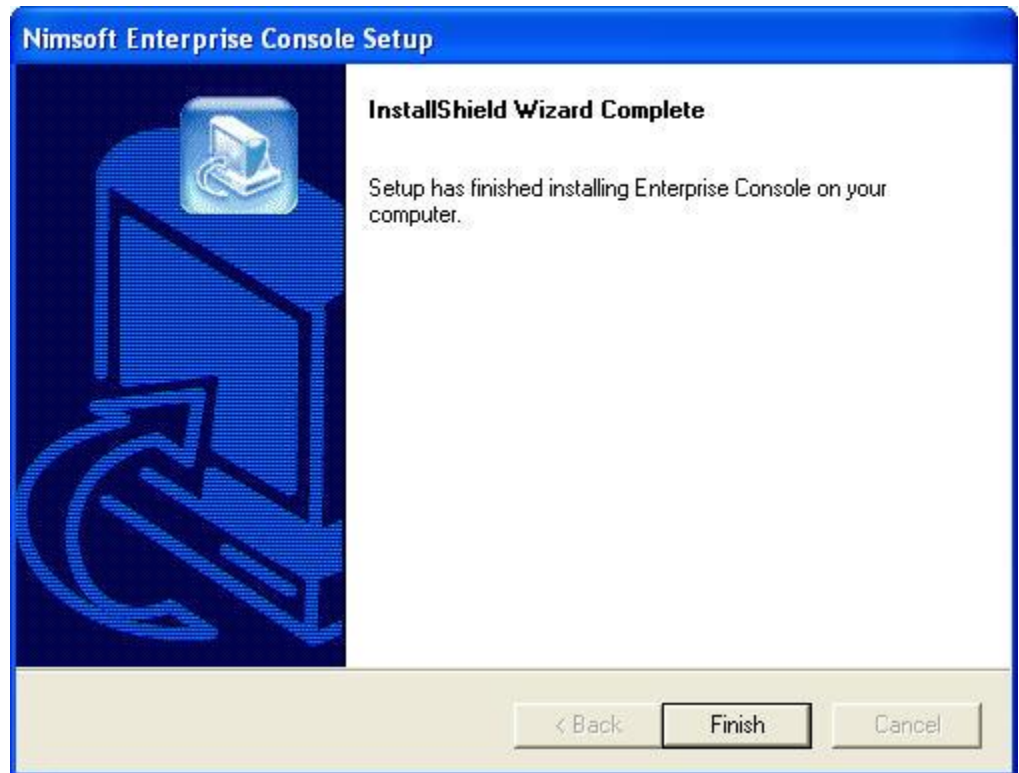 Nimsoft Enterprise Console Setup
InstallShield Wizard Complete
Setup has finished installing Enterprise Console on your
computer.
< Back
Finish
Cancel